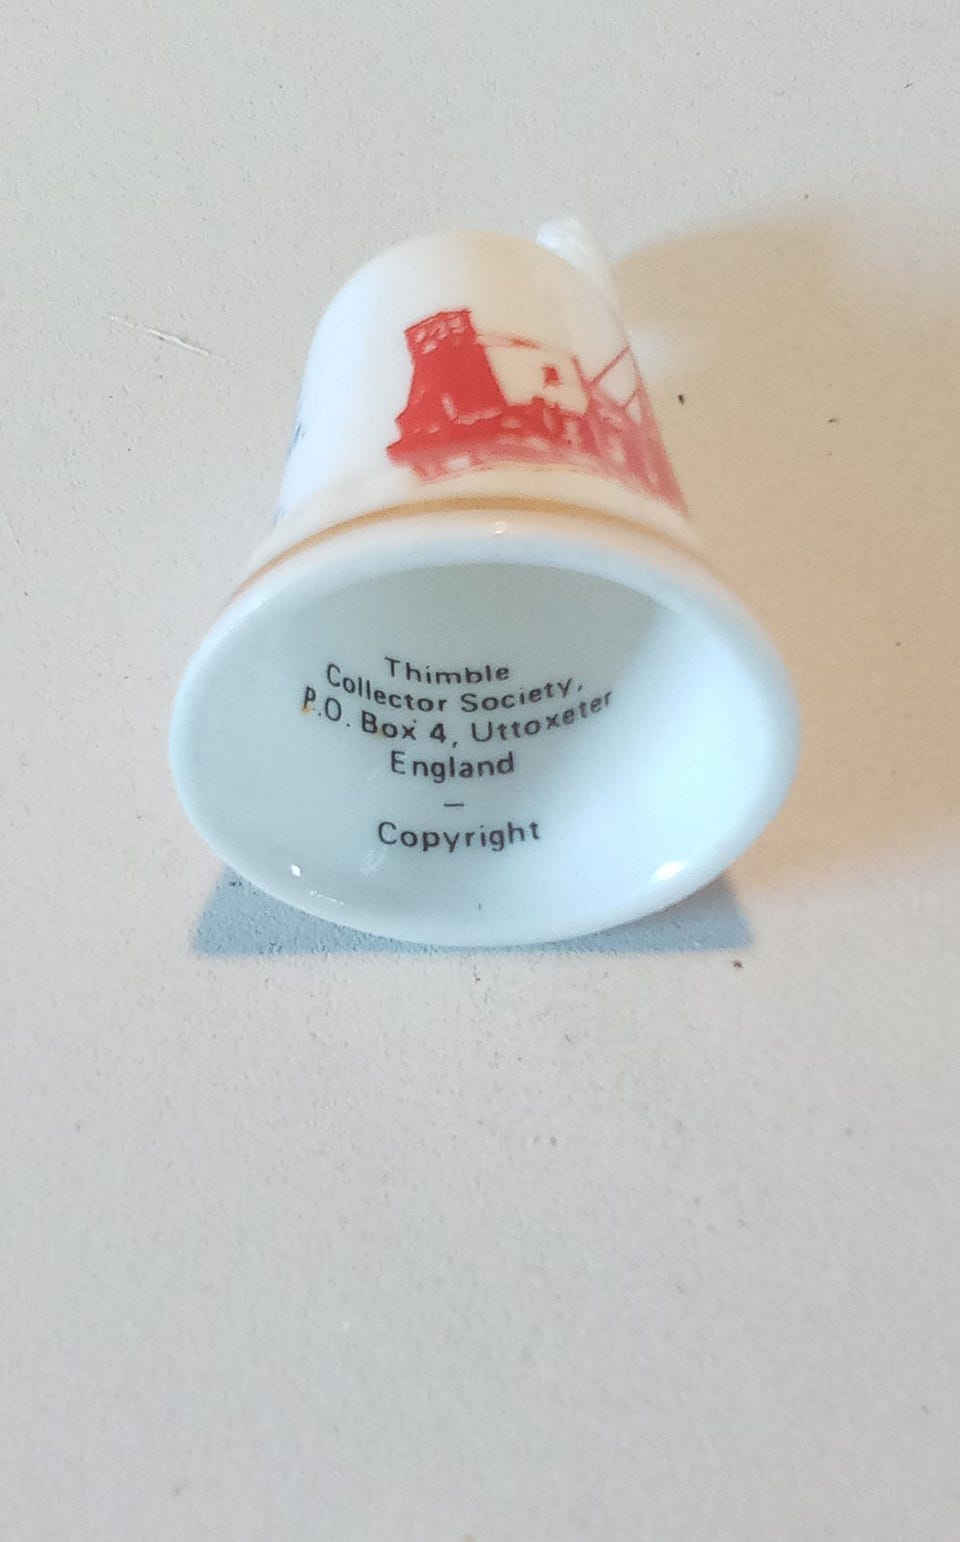 Thimble
Collector Society,
P.O. Box 4, Uttoxeter
England
—
Copyright